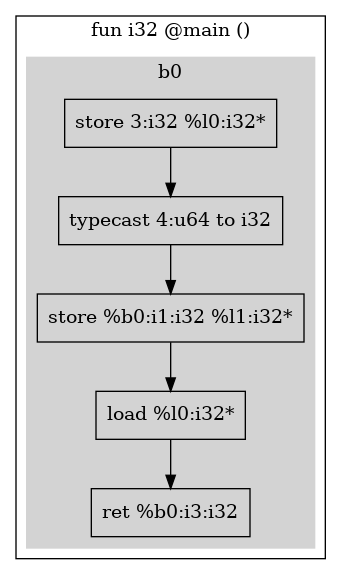 fun i32 @main ()
b0
store 3:i32 %l0:i32*
typecast 4:u64 to i32
store %b0:i1:i32 %l1:i32*
load %l0:i32*
ret %b0:i3:i32